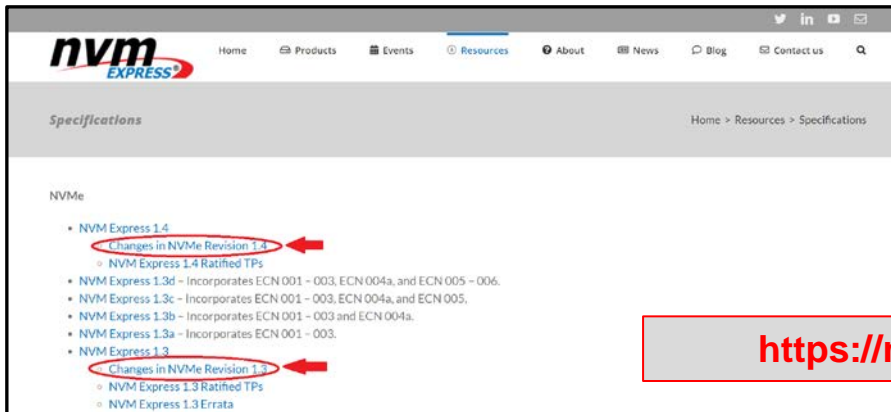 nvm
EXPRESS®
Home Products Events Resources About News Blog Contact us
Specifications
Home > Resources > Specifications
NVMe
NVM Express 1.4
Changes in NVMe Revision 1.4
NVM Express 1.4 Ratified TPs
NVM Express 1.3d – Incorporates ECN 001 – 003, ECN 004a, and ECN 005 – 006.
NVM Express 1.3c – Incorporates ECN 001 – 003, ECN 004a, and ECN 005.
NVM Express 1.3b – Incorporates ECN 001 – 003 and ECN 004a.
NVM Express 1.3a – Incorporates ECN 001 – 003.
NVM Express 1.3
Changes in NVMe Revision 1.3
NVM Express 1.3 Ratified TPs
NVM Express 1.3 Errata
https://